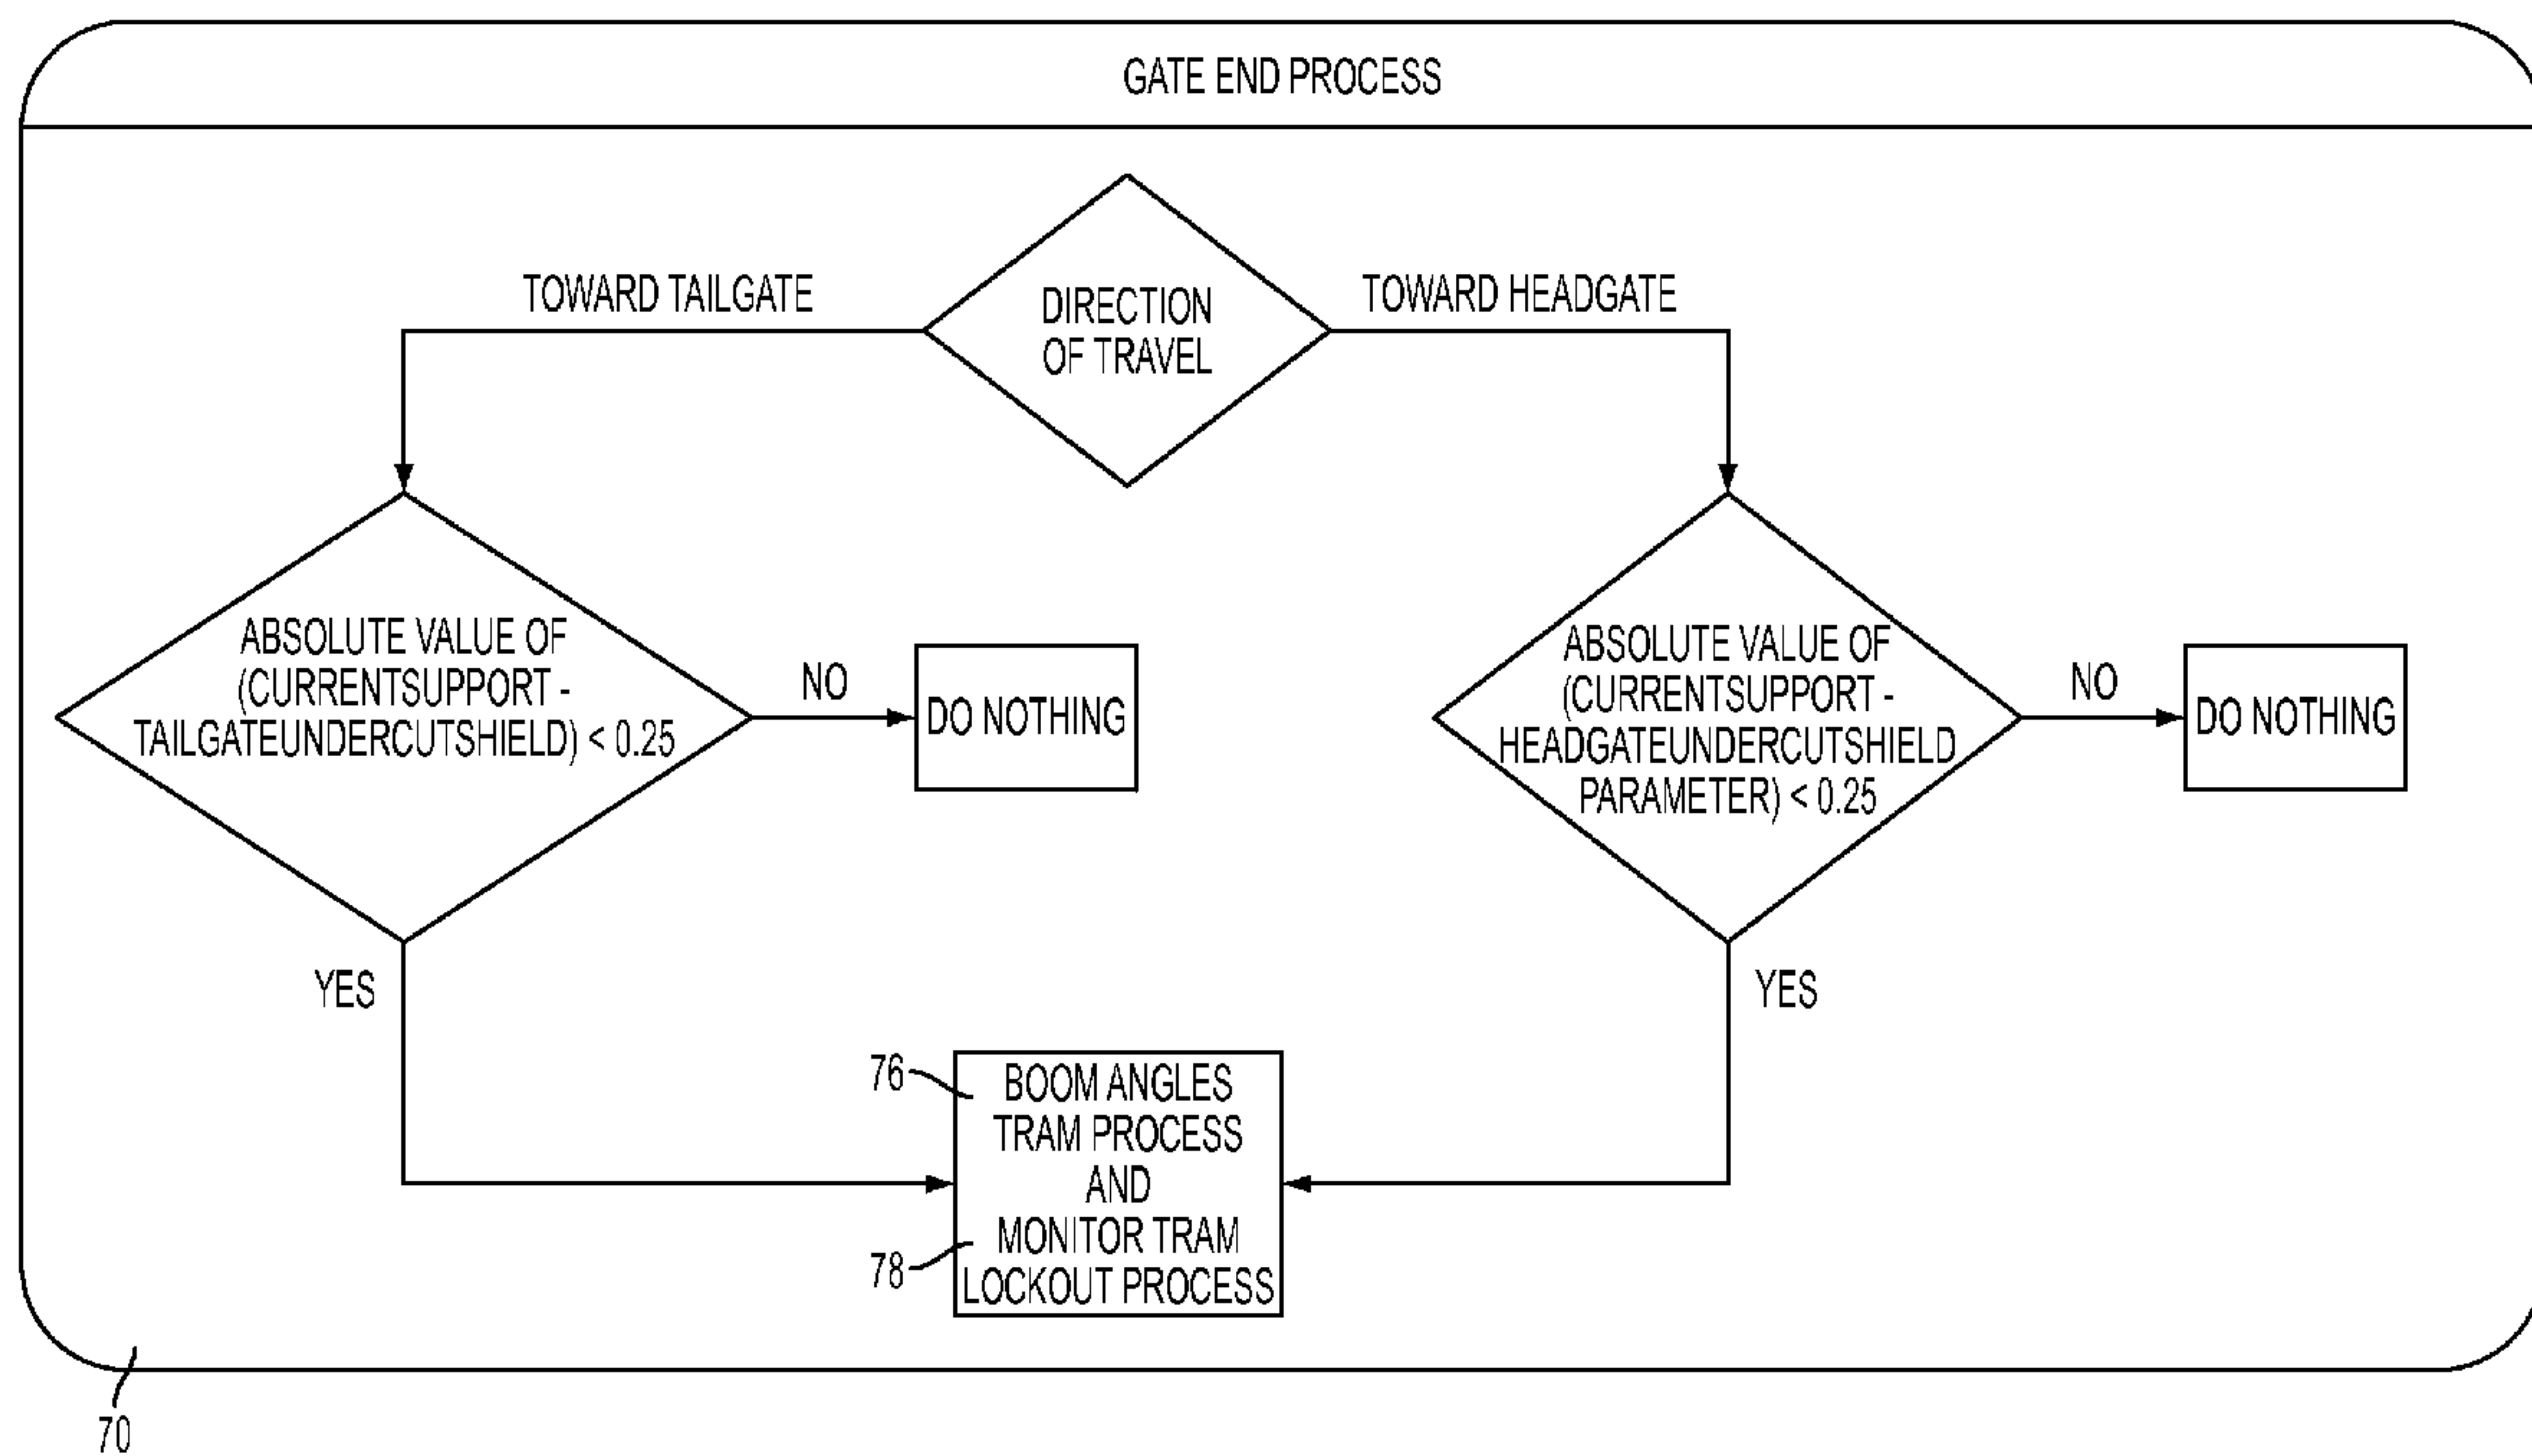 GATE END PROCESS
TOWARD TAILGATE
DIRECTION
OF TRAVEL
TOWARD HEADGATE
ABSOLUTE VALUE OF
(CURRENTSUPPORT -
TAILGATEUNDERCUTSHIELD) < 0.25
NO
DO NOTHING
ABSOLUTE VALUE OF
(CURRENTSUPPORT -
HEADGATEUNDERCUTSHIELD
PARAMETER) < 0.25
NO
DO NOTHING
YES
YES
76
BOOM ANGLES
TRAM PROCESS
AND
MONITOR TRAM
78
LOCKOUT PROCESS
70